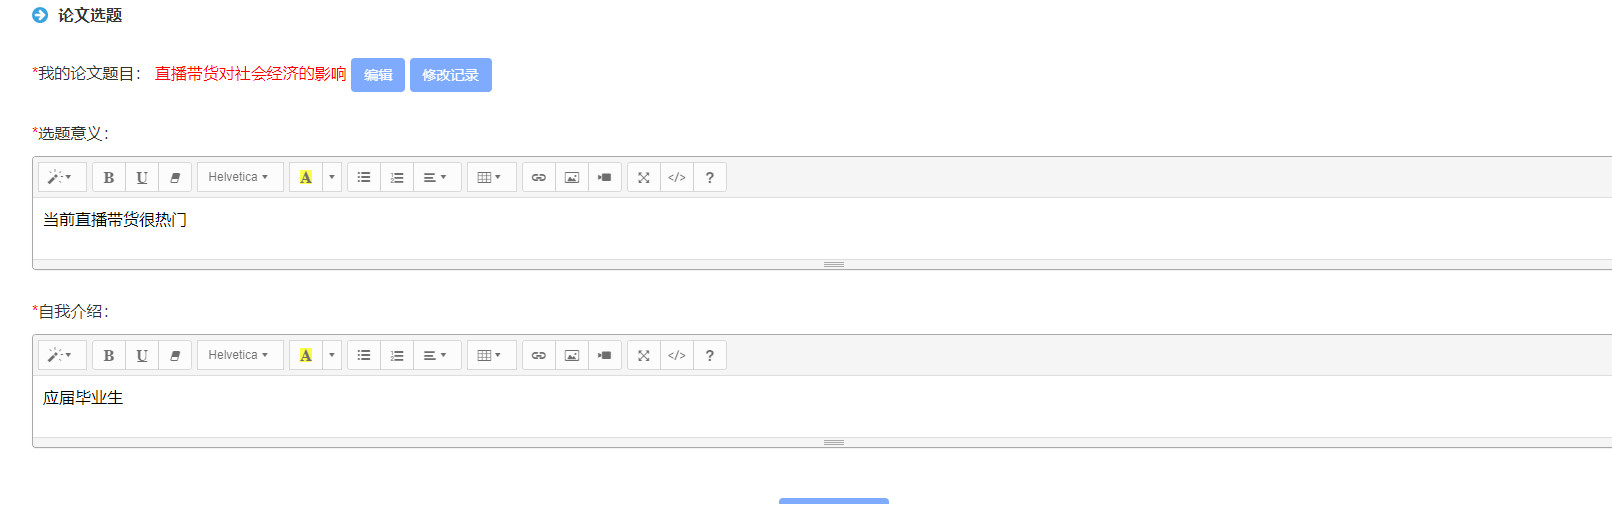 论文选题
*我的论文题目： 直播带货对社会经济的影响 编辑 修改记录
*选题意义：
B U Helvetica A </> ?
当前直播带货很热门
*自我介绍：
B U Helvetica A </> ?
应届毕业生